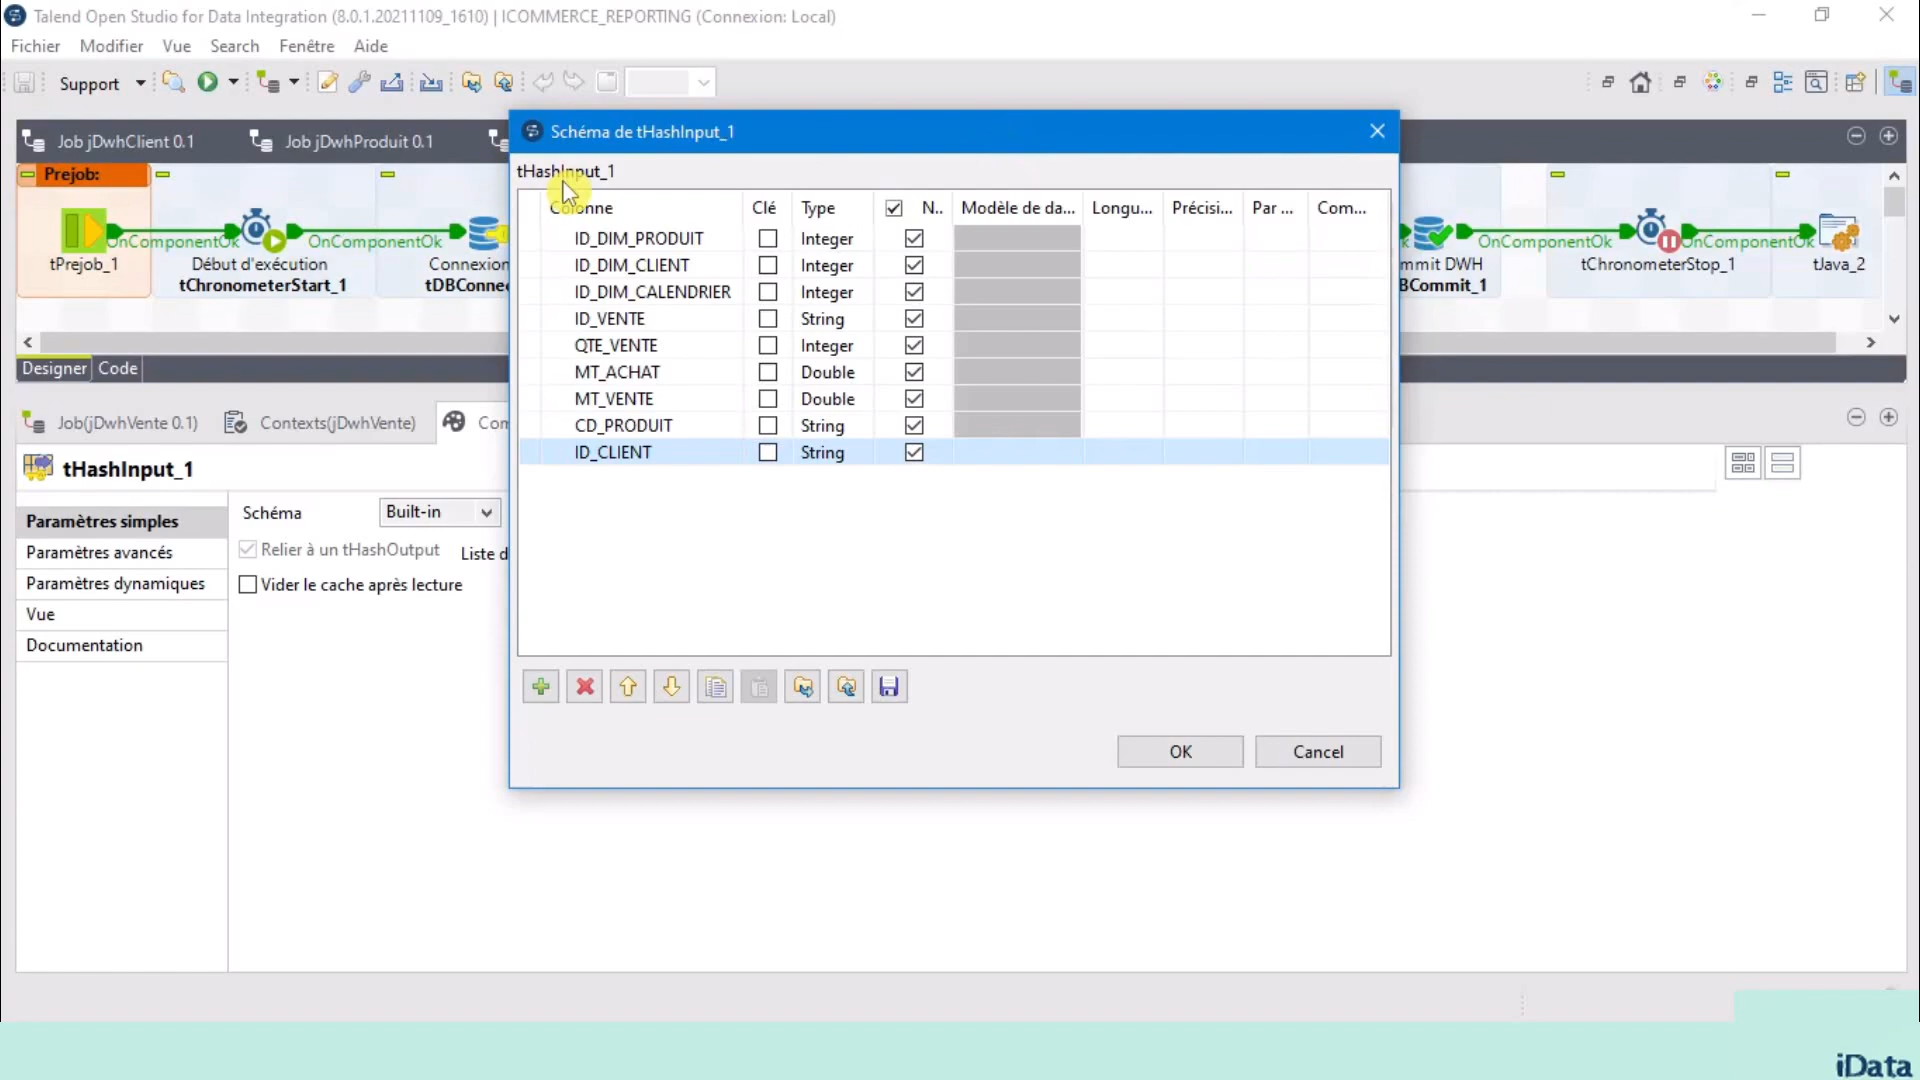 Talend Open Studio for Data Integration (8.0.1.20211109_1610) | ICOMMERCE_REPORTING (Connexion: Local)
Fichier Modifier Vue Search Fenêtre Aide
Support
Job jDwhClient 0.1 Job jDwhProduit 0.1
Prejob:
OnComponentOk OnComponentOk
tPrejob_1 Début d'exécution Connexion
tChronometerStart_1 tDBConnec
OnComponentOk OnComponentOk
mmit DWH tChronometerStop_1 tJava_2
BCommit_1
Designer Code
Job(jDwhVente 0.1) Contexts(jDwhVente) Com
tHashInput_1
Paramètres simples
Paramètres avancés
Paramètres dynamiques
Vue
Documentation
Schéma Built-in
Relier à un tHashOutput Liste d
Vider le cache après lecture
Schéma de tHashInput_1
tHashInput_1
Colonne Clé Type N.. Modèle de da... Longu... Précisi... Par ... Com...
ID_DIM_PRODUIT Integer
ID_DIM_CLIENT Integer
ID_DIM_CALENDRIER Integer
ID_VENTE String
QTE_VENTE Integer
MT_ACHAT Double
MT_VENTE Double
CD_PRODUIT String
ID_CLIENT String
OK Cancel
iData